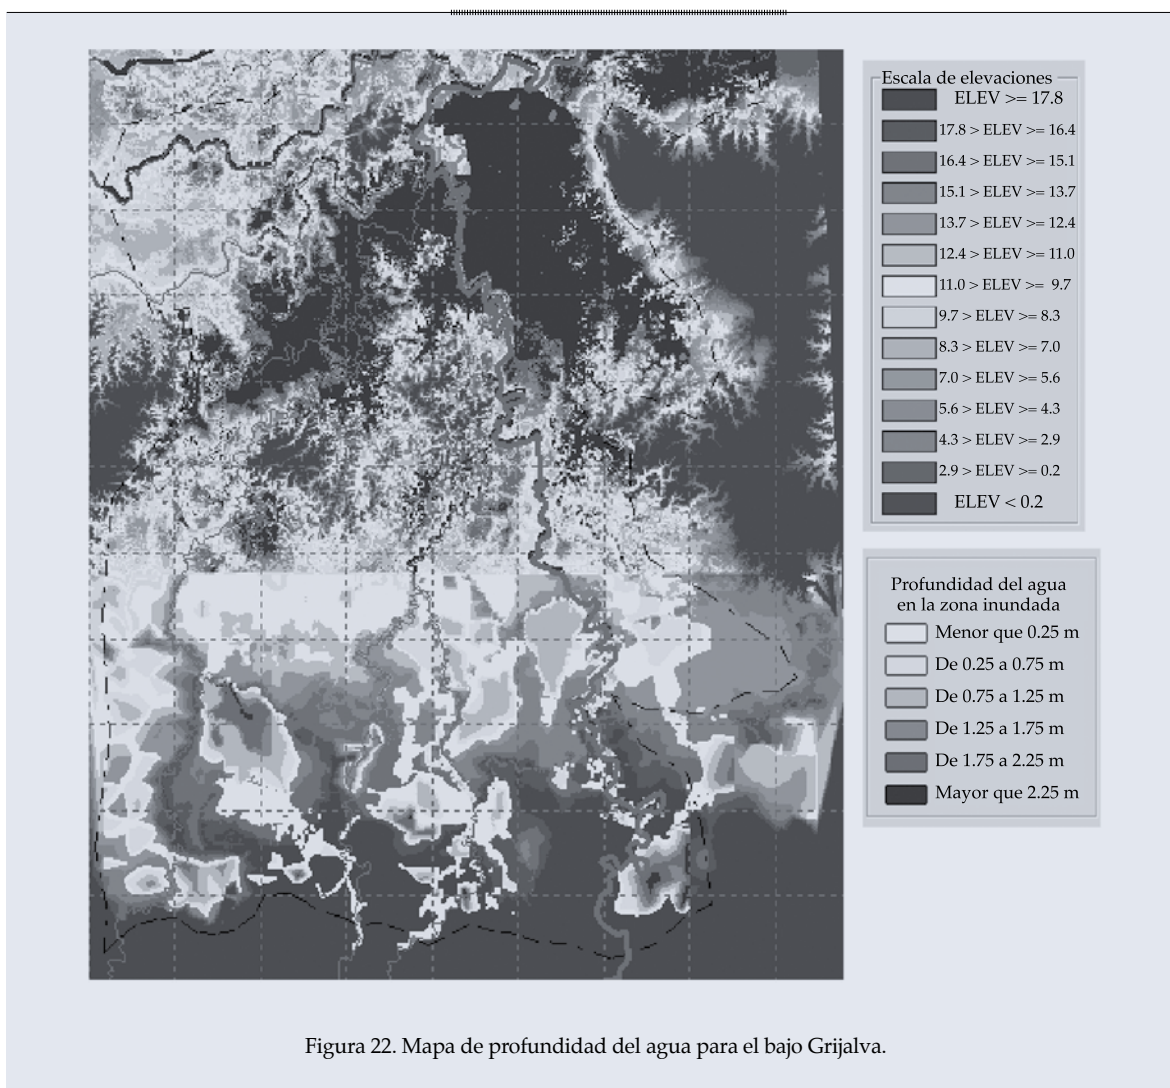 Escala de elevaciones
ELEV >= 17.8
17.8 > ELEV >= 16.4
16.4 > ELEV >= 15.1
15.1 > ELEV >= 13.7
13.7 > ELEV >= 12.4
12.4 > ELEV >= 11.0
11.0 > ELEV >= 9.7
9.7 > ELEV >= 8.3
8.3 > ELEV >= 7.0
7.0 > ELEV >= 5.6
5.6 > ELEV >= 4.3
4.3 > ELEV >= 2.9
2.9 > ELEV >= 0.2
ELEV < 0.2
Profundidad del agua
en la zona inundada
Menor que 0.25 m
De 0.25 a 0.75 m
De 0.75 a 1.25 m
De 1.25 a 1.75 m
De 1.75 a 2.25 m
Mayor que 2.25 m
Figura 22. Mapa de profundidad del agua para el bajo Grijalva.